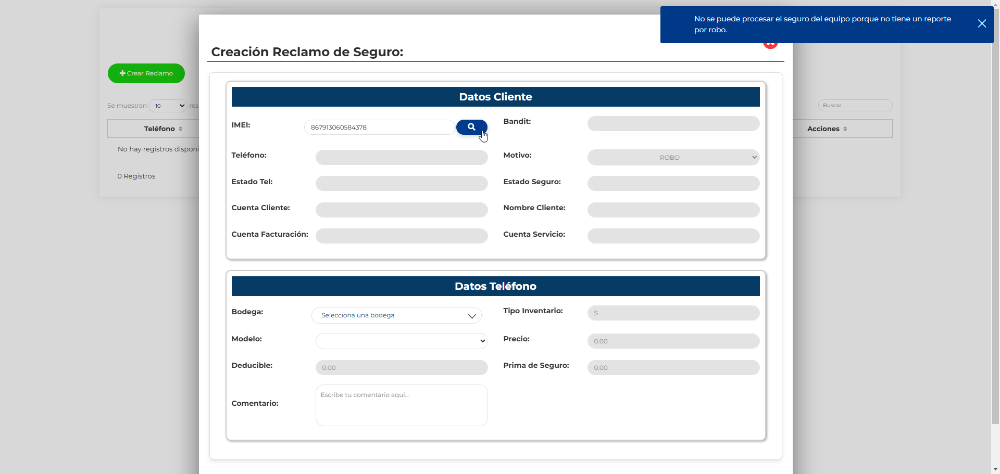 No se puede procesar el seguro del equipo porque no tiene un reporte
por robo.
Creación Reclamo de Seguro:
Crear Reclamo
Se muestran 10 res
Buscar
Teléfono
Acciones
No hay registros disponi
0 Registros
Datos Cliente
IMEI: 867913060584378
Bandit:
Teléfono:
Motivo: ROBO
Estado Tel:
Estado Seguro:
Cuenta Cliente:
Nombre Cliente:
Cuenta Facturación:
Cuenta Servicio:
Datos Teléfono
Bodega: Selecciona una bodega
Tipo Inventario: S
Modelo:
Precio: 0.00
Deducible: 0.00
Prima de Seguro: 0.00
Comentario: Escribe tu comentario aquí...